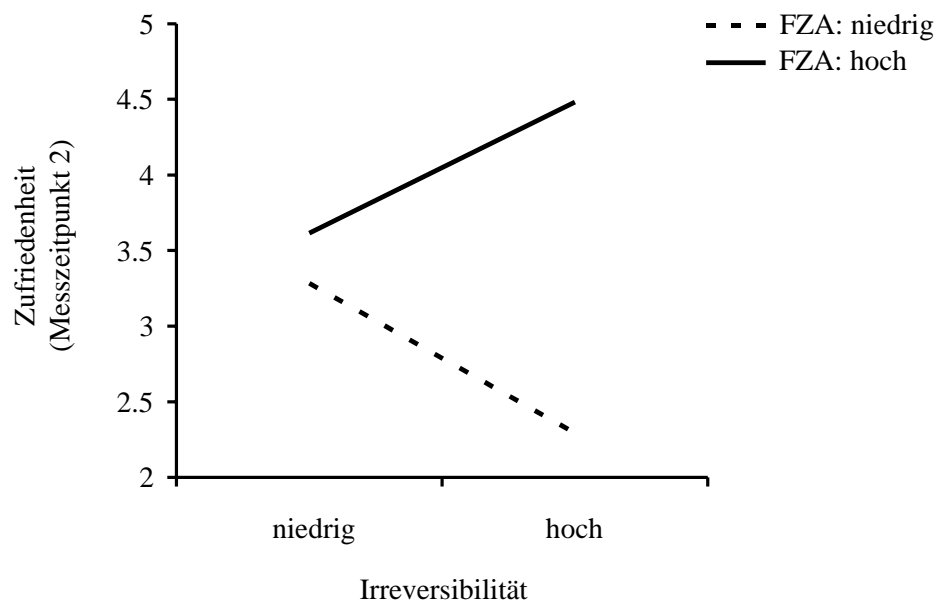 5
4.5
4
3.5
3
2.5
2
Zufriedenheit
(Messzeitpunkt 2)
niedrig
hoch
Irreversibilität
FZA: niedrig
FZA: hoch